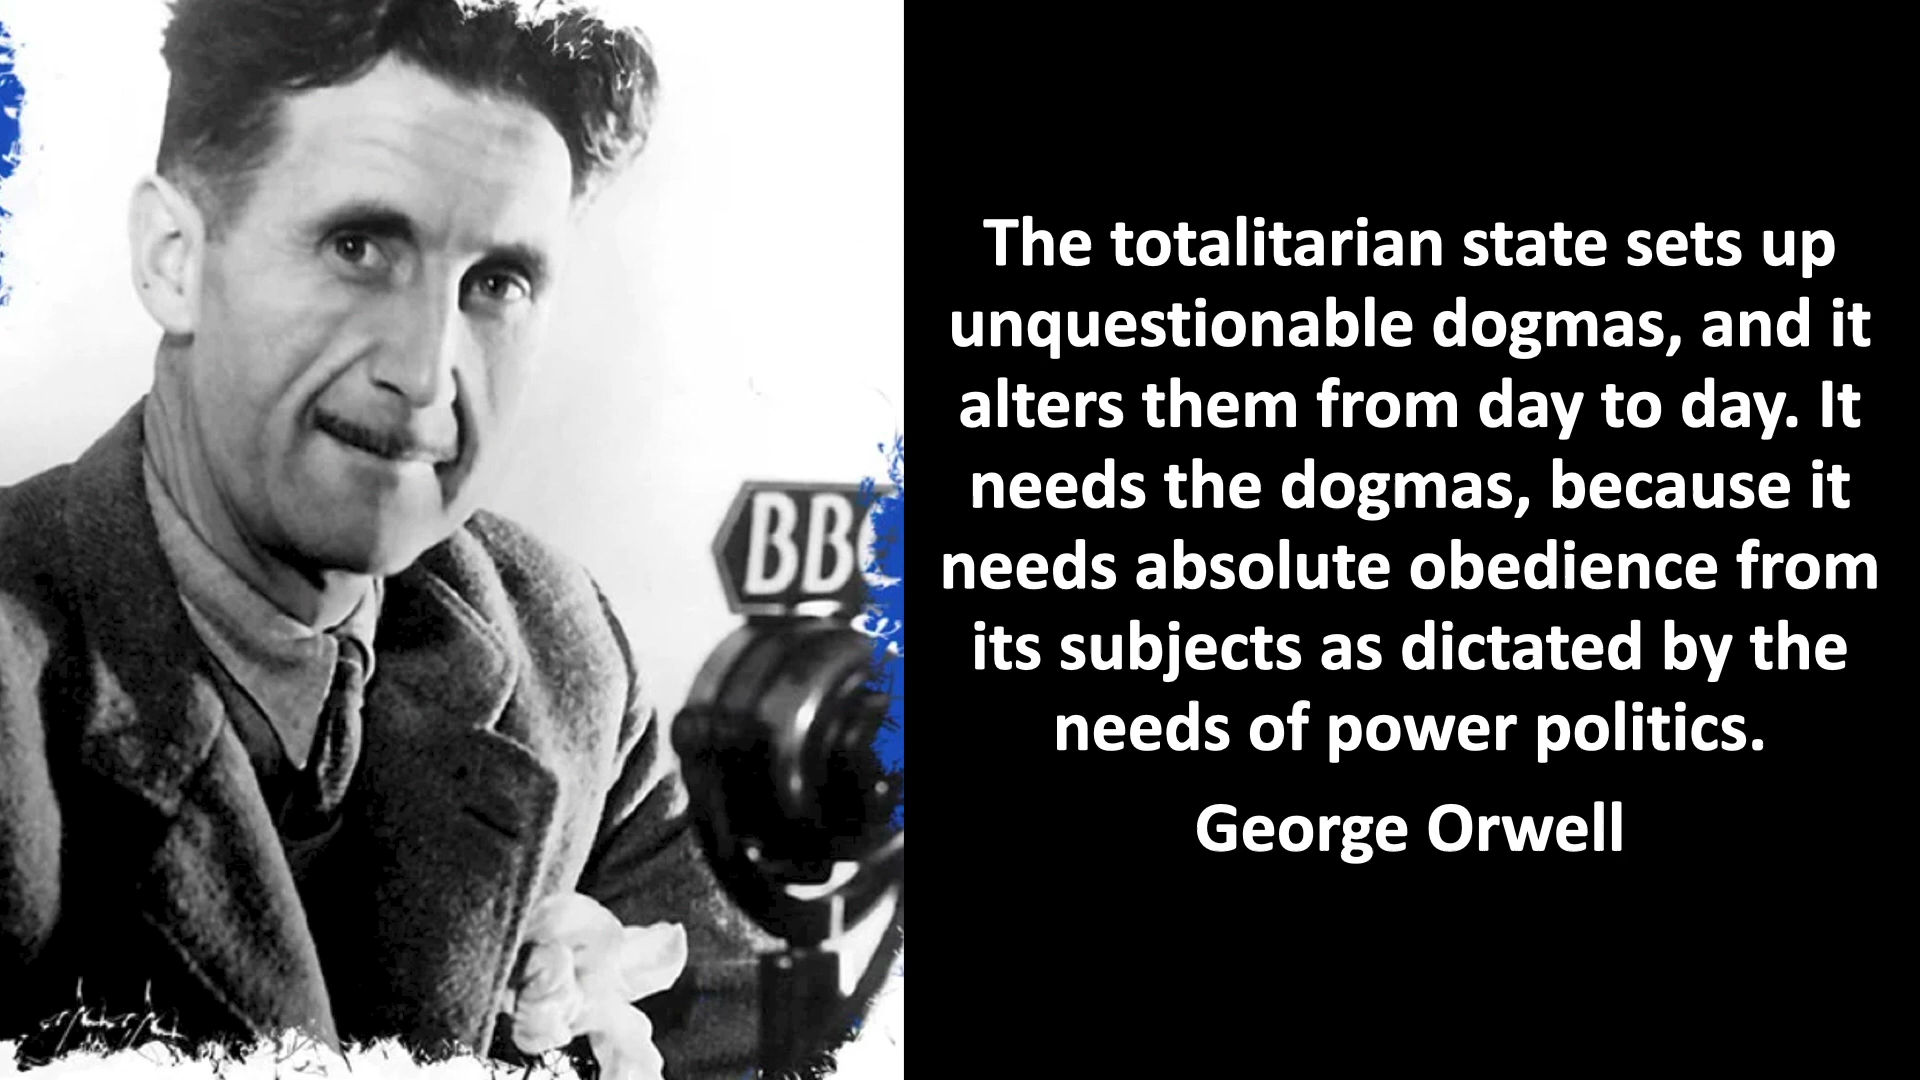 BBC
The totalitarian state sets up
unquestionable dogmas, and it
alters them from day to day. It
needs the dogmas, because it
needs absolute obedience from
its subjects as dictated by the
needs of power politics.
George Orwell